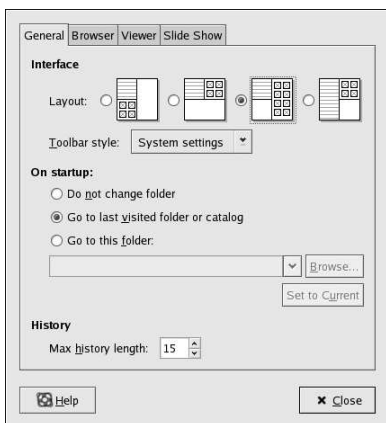 General Browser Viewer Slide Show
Interface
Layout:
Toolbar style: System settings
On startup:
Do not change folder
Go to last visited folder or catalog
Go to this folder:
Browse...
Set to Current
History
Max history length: 15
Help Close